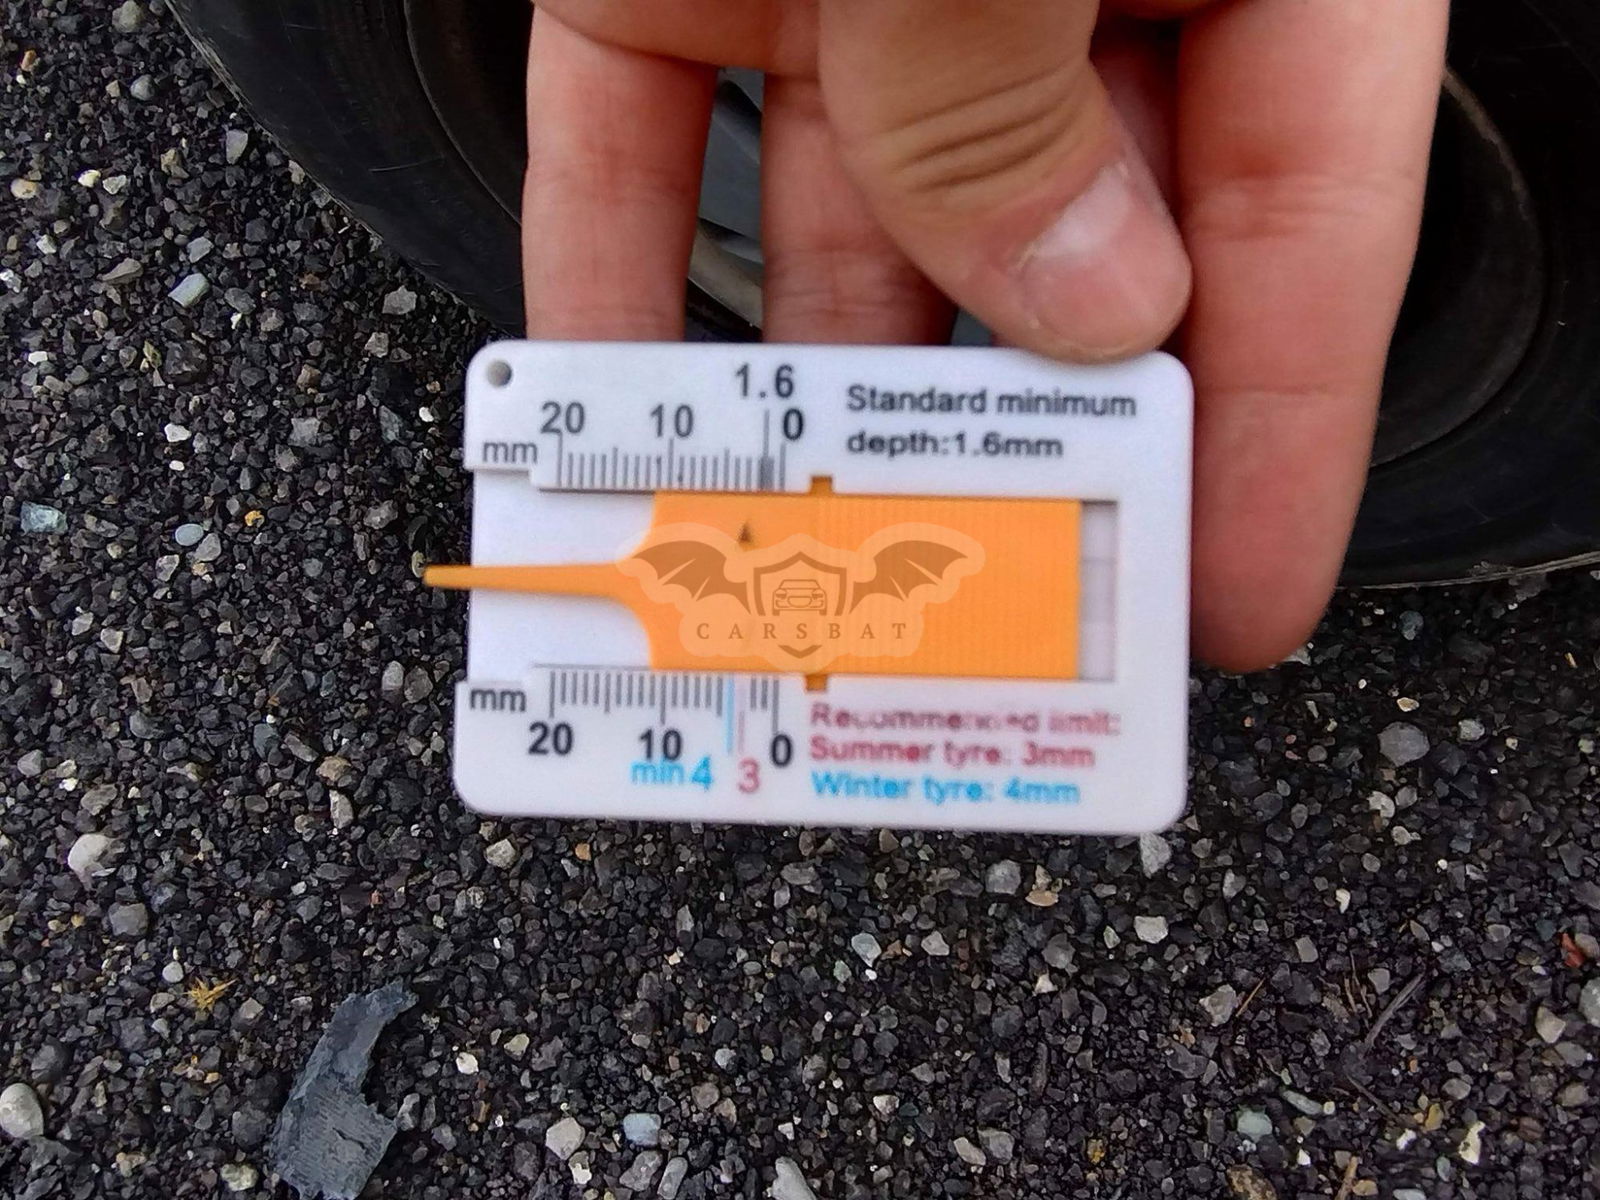 1.6
20 10 0
mm
Standard minimum
depth:1.6mm
CARSBAT
mm
20 10 0
min 4 3
Recommended limit:
Summer tyre: 3mm
Winter tyre: 4mm